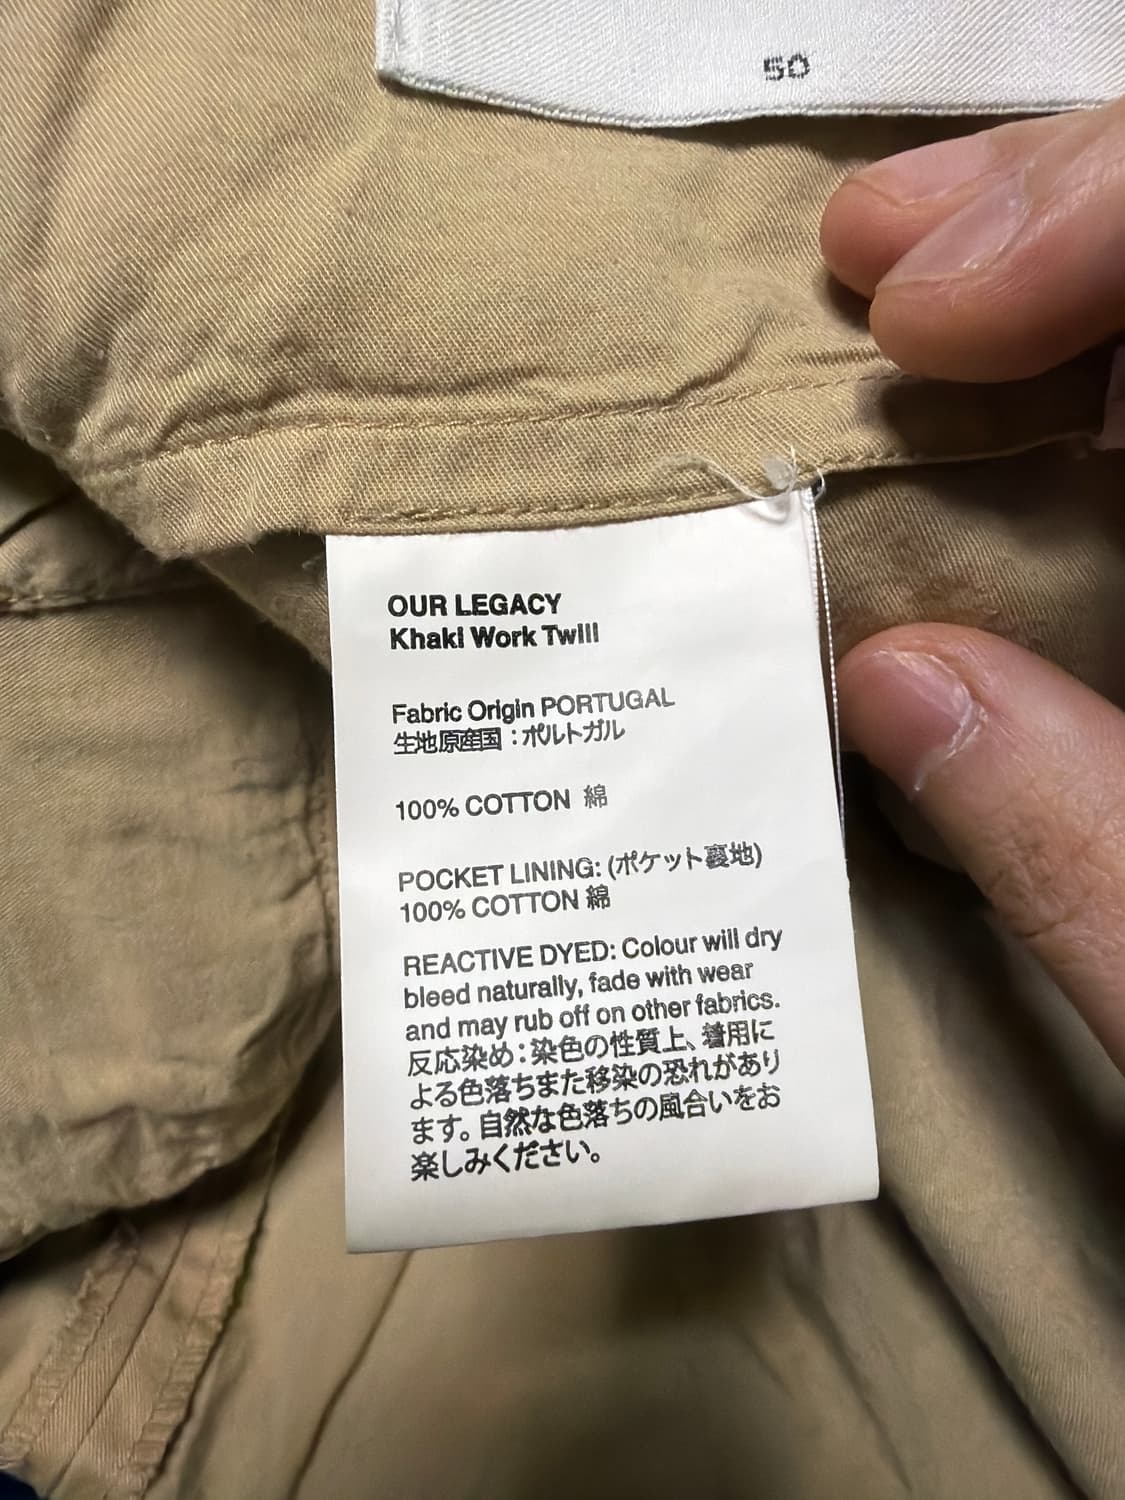 50
OUR LEGACY
Khaki Work Twill
Fabric Origin PORTUGAL
生地原産国：ポルトガル
100% COTTON 綿
POCKET LINING: (ポケット裏地)
100% COTTON 綿
REACTIVE DYED: Colour will dry
bleed naturally, fade with wear
and may rub off on other fabrics.
反応染め：染色の性質上、着用に
よる色落ちまた移染の恐れがあり
ます。自然な色落ちの風合いをお
楽しみください。